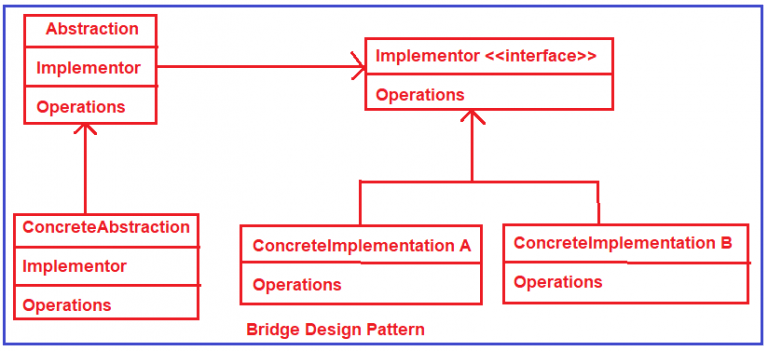 Abstraction
Implementor
Operations
Implementor <<interface>>
Operations
ConcreteAbstraction
Implementor
Operations
ConcreteImplementation A
Operations
ConcreteImplementation B
Operations
Bridge Design Pattern